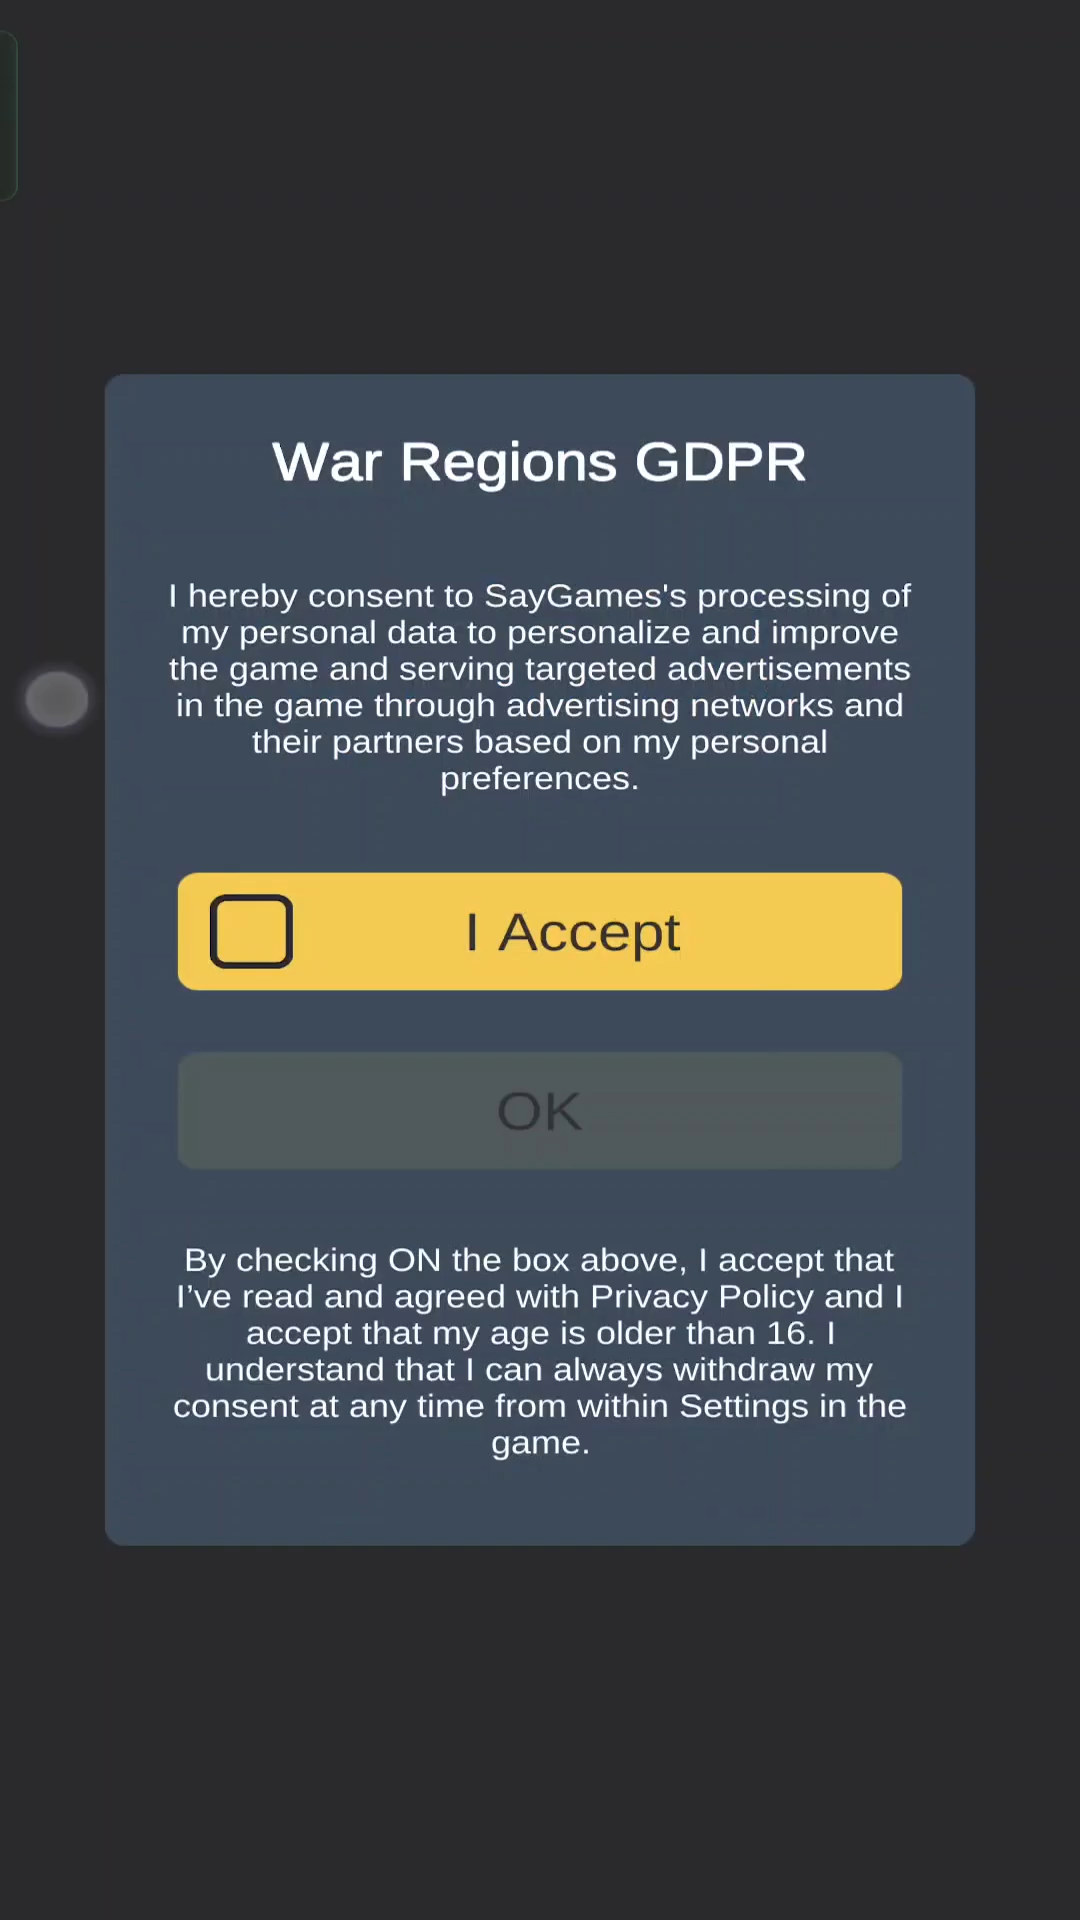 War Regions GDPR
I hereby consent to SayGames's processing of
my personal data to personalize and improve
the game and serving targeted advertisements
in the game through advertising networks and
their partners based on my personal
preferences.
I Accept
OK
By checking ON the box above, I accept that
I’ve read and agreed with Privacy Policy and I
accept that my age is older than 16. I
understand that I can always withdraw my
consent at any time from within Settings in the
game.